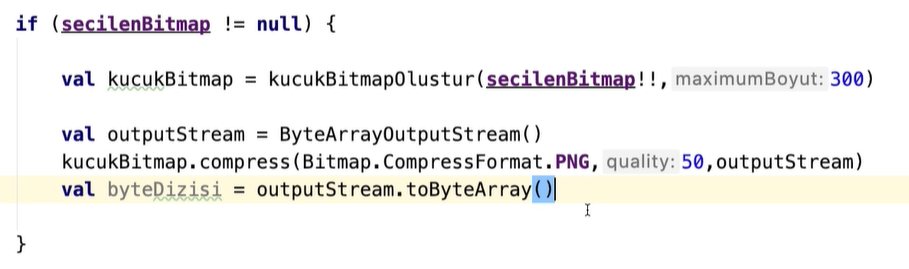 if (secilenBitmap != null) {
val kucukBitmap = kucukBitmapOlustur(secilenBitmap!!, maximumBoyut: 300)
val outputStream = ByteArrayOutputStream()
kucukBitmap.compress(Bitmap.CompressFormat.PNG, quality: 50,outputStream)
val byteDizisi = outputStream.toByteArray()
}